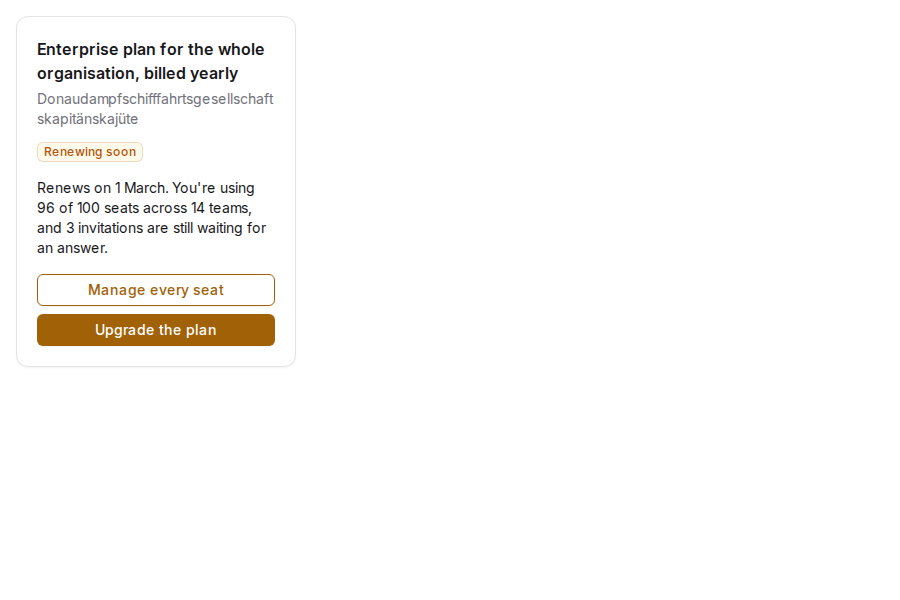 Enterprise plan for the whole
organisation, billed yearly
Donaudampfschifffahrtsgesellschaft
skapitänskajüte
Renewing soon
Renews on 1 March. You're using
96 of 100 seats across 14 teams,
and 3 invitations are still waiting for
an answer.
Manage every seat
Upgrade the plan